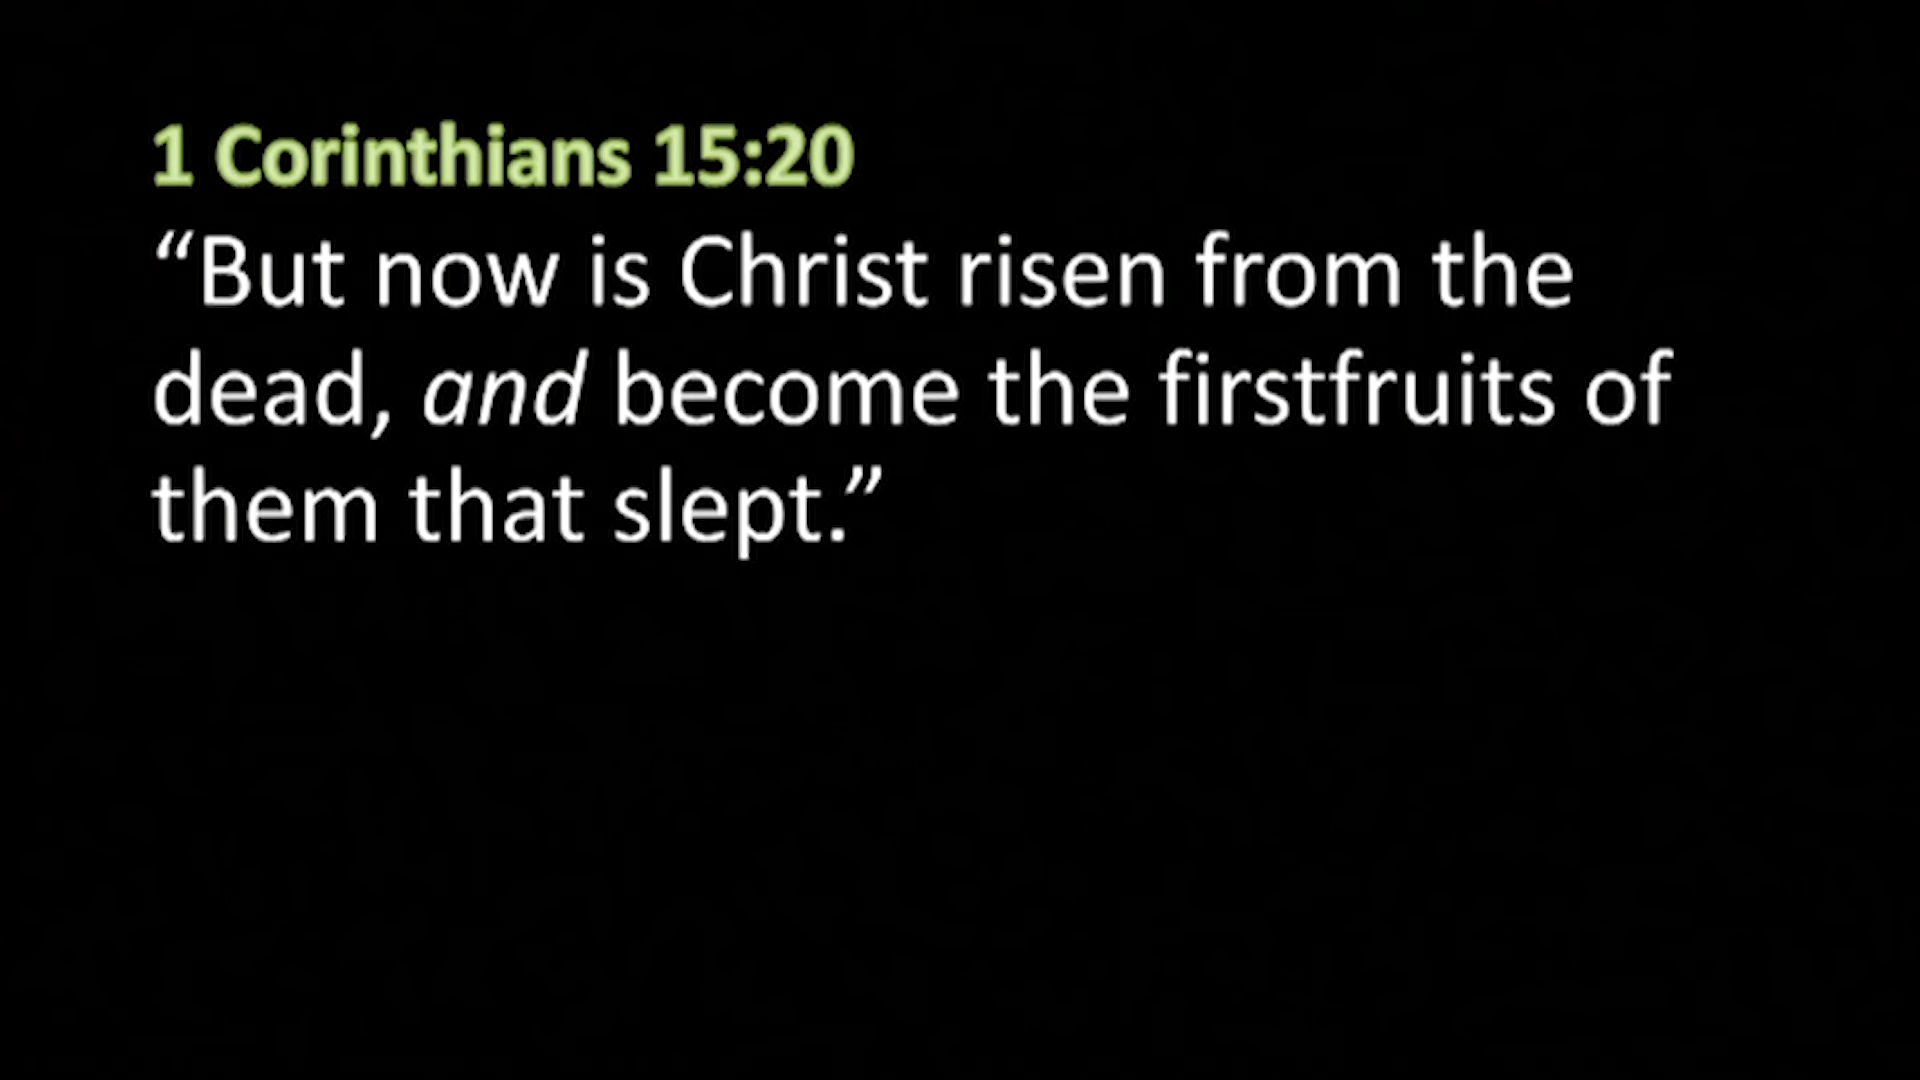 1 Corinthians 15:20
“But now is Christ risen from the
dead, and become the firstfruits of
them that slept.”